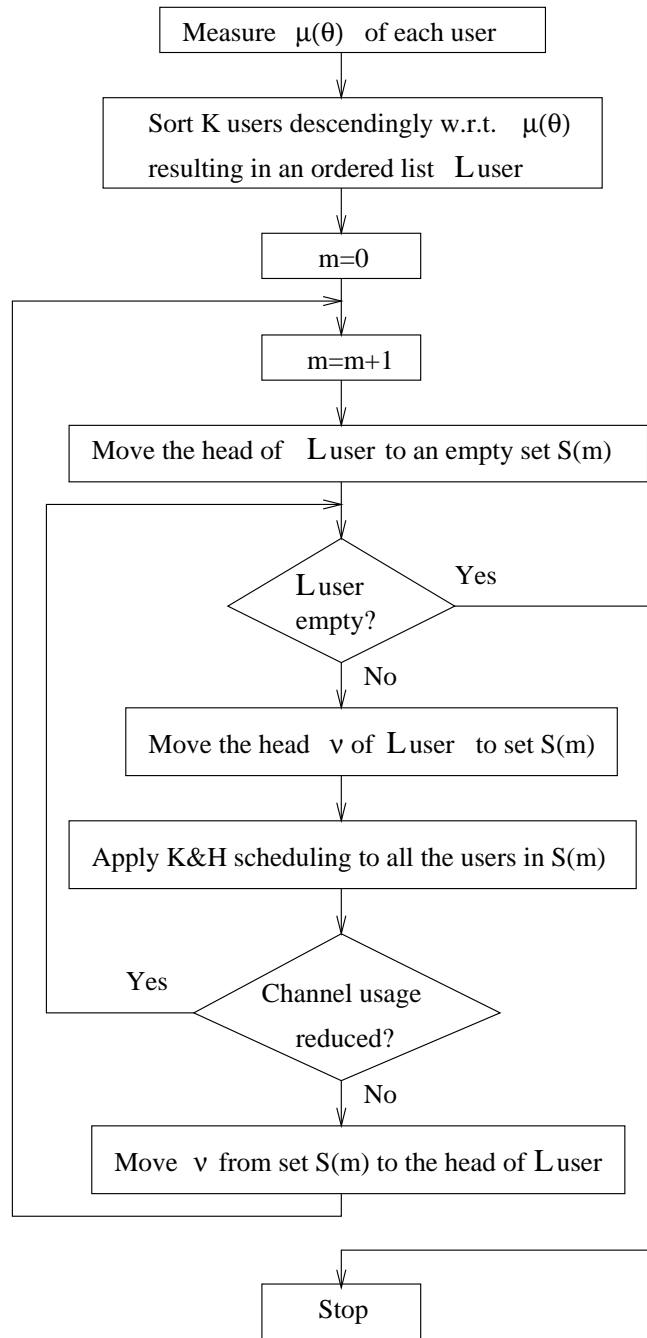 Measure μ(θ) of each user
Sort K users descendingly w.r.t. μ(θ)
resulting in an ordered list Luser
m=0
m=m+1
Move the head of Luser to an empty set S(m)
Luser
empty?
Yes
No
Move the head ν of Luser to set S(m)
Apply K&H scheduling to all the users in S(m)
Yes
Channel usage
reduced?
No
Move ν from set S(m) to the head of Luser
Stop